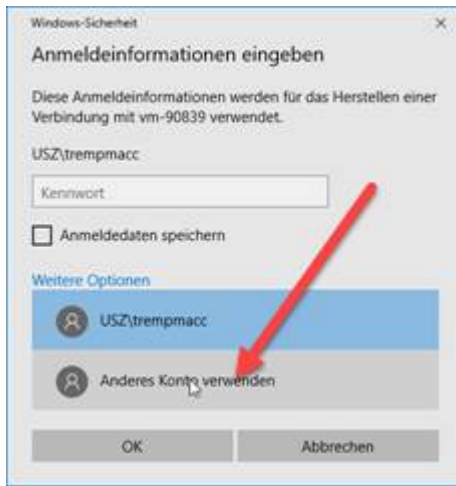 Windows-Sicherheit
Anmeldeinformationen eingeben
Diese Anmeldeinformationen werden für das Herstellen einer
Verbindung mit vm-90839 verwendet.
USZ\trempmacc
Kennwort
Anmeldedaten speichern
Weitere Optionen
USZ\trempmacc
Anderes Konto verwenden
OK Abbrechen